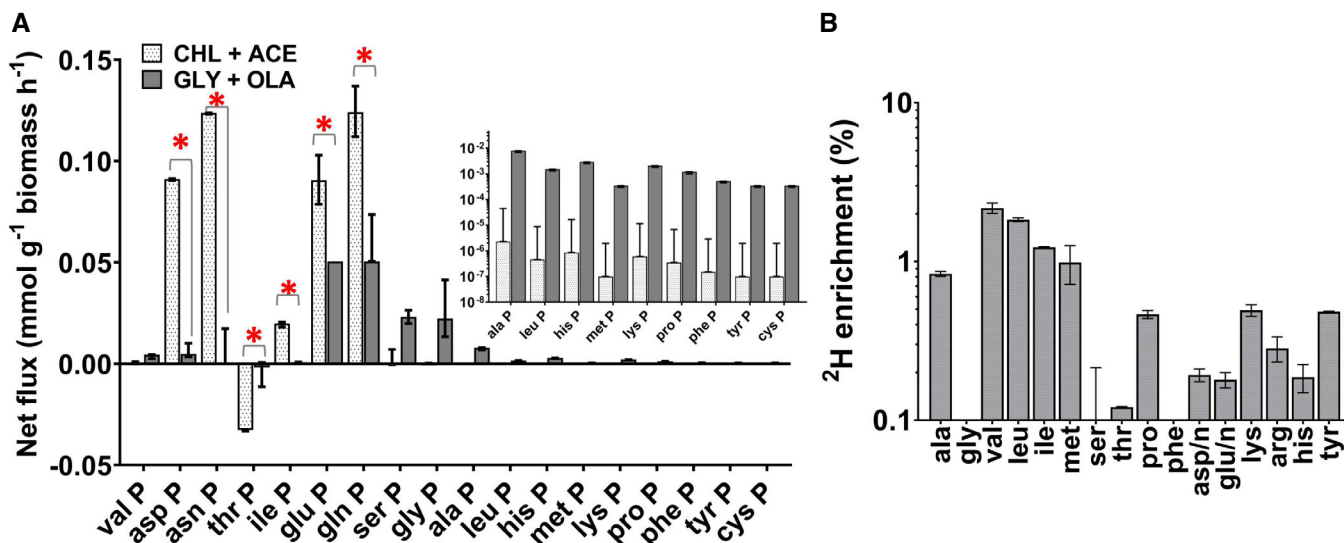 A
B
CHL + ACE
GLY + OLA
Net flux (mmol g⁻¹ biomass h⁻¹)
0.15
0.10
0.05
0.00
-0.05
*
*
*
*
*
*
val P
asp P
asn P
thr P
ile P
glu P
gln P
ser P
gly P
ala P
leu P
his P
met P
lys P
pro P
phe P
tyr P
cys P
10⁻²
10⁻³
10⁻⁴
10⁻⁵
10⁻⁶
10⁻⁷
10⁻⁸
ala P
leu P
his P
met P
lys P
pro P
phe P
tyr P
cys P
²H enrichment (%)
10
1
0.1
ala
gly
val
leu
ile
met
ser
thr
pro
phe
asp/n
glu/n
lys
arg
his
tyr